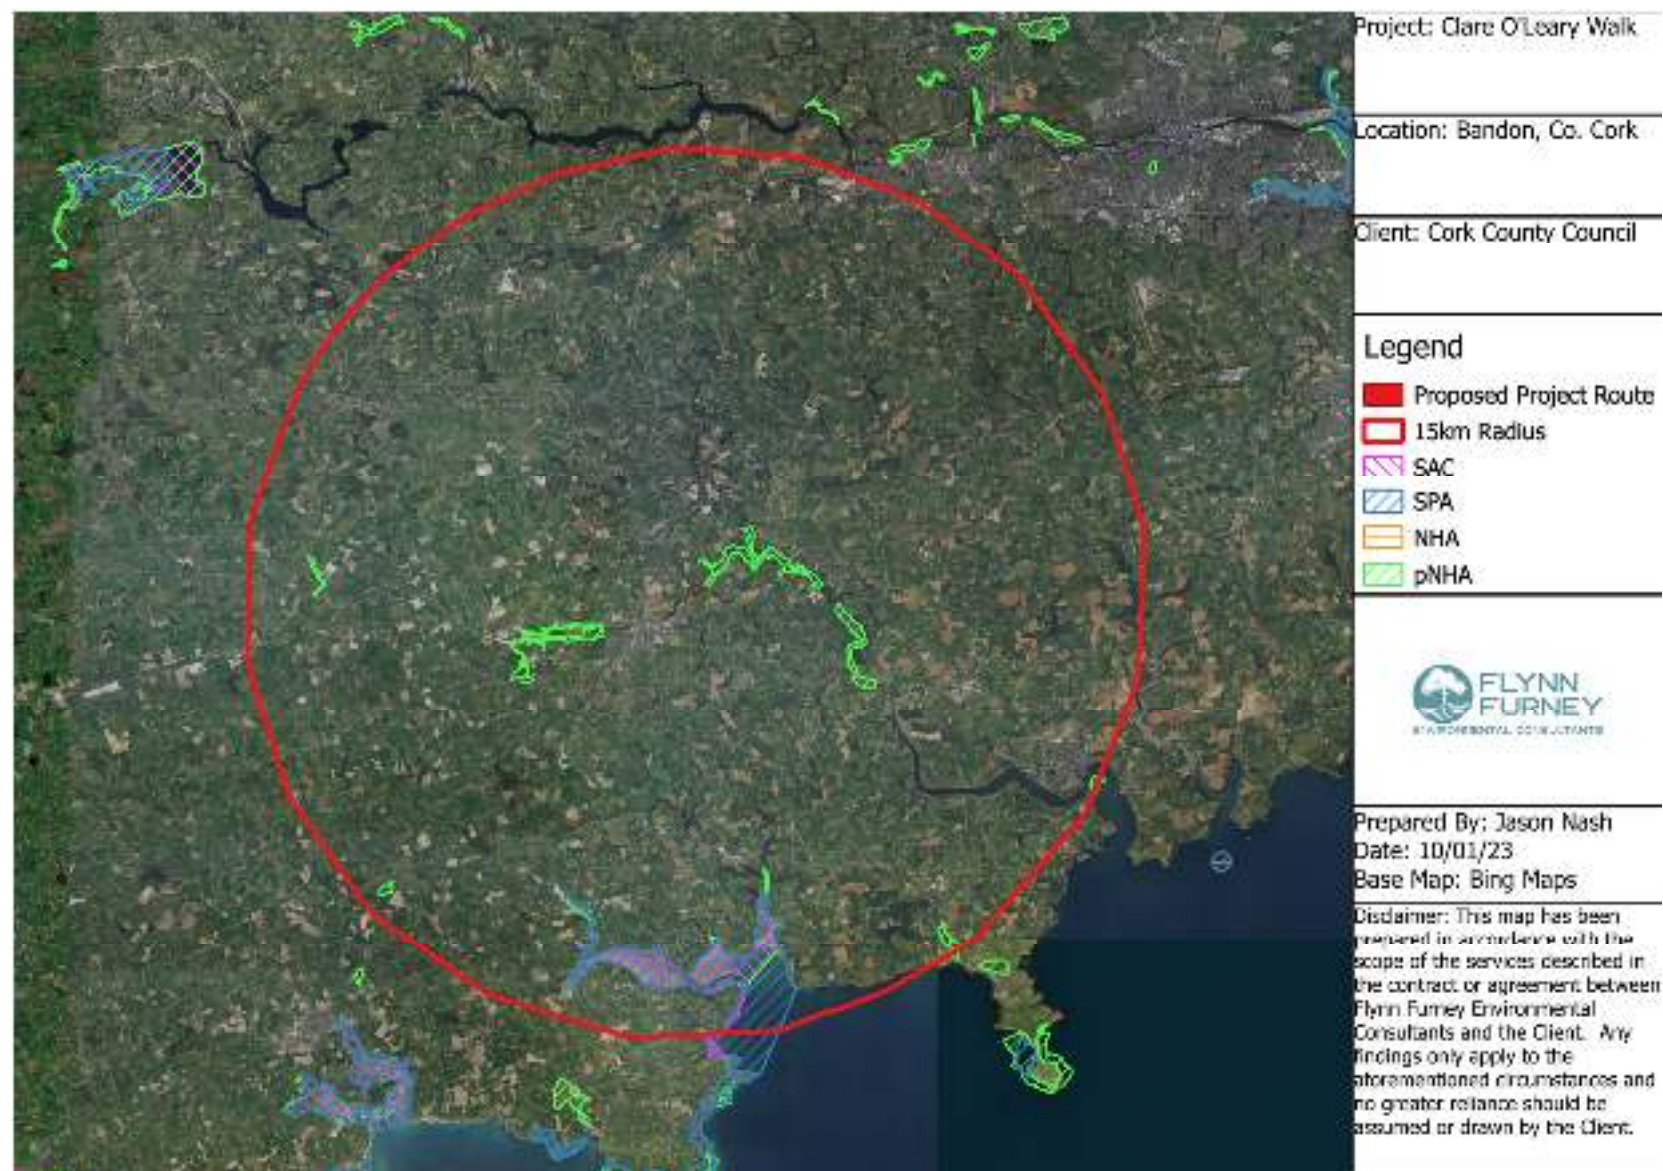 Project: Clare O'Leary Walk
Location: Bandon, Co. Cork
Client: Cork County Council
Legend
Proposed Project Route
15km Radius
SAC
SPA
NHA
pNHA
FLYNN
FURNEY
ENVIRONMENTAL CONSULTANTS
Prepared By: Jason Nash
Date: 10/01/23
Base Map: Bing Maps
Disclaimer: This map has been
prepared in accordance with the
scope of the services described in
the contract or agreement between
Flynn Furney Environmental
Consultants and the Client. Any
findings only apply to the
aforementioned circumstances and
no greater reliance should be
assumed or drawn by the Client.